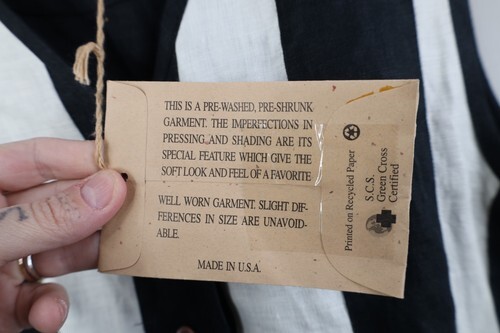 THIS IS A PRE-WASHED, PRE-SHRUNK
GARMENT. THE IMPERFECTIONS IN
PRESSING AND SHADING ARE ITS
SPECIAL FEATURE WHICH GIVE THE
SOFT LOOK AND FEEL OF A FAVORITE
WELL WORN GARMENT. SLIGHT DIF-
FERENCES IN SIZE ARE UNAVOID-
ABLE.
MADE IN U.S.A.
Printed on Recycled Paper
S.C.S.
Green Cross
Certified